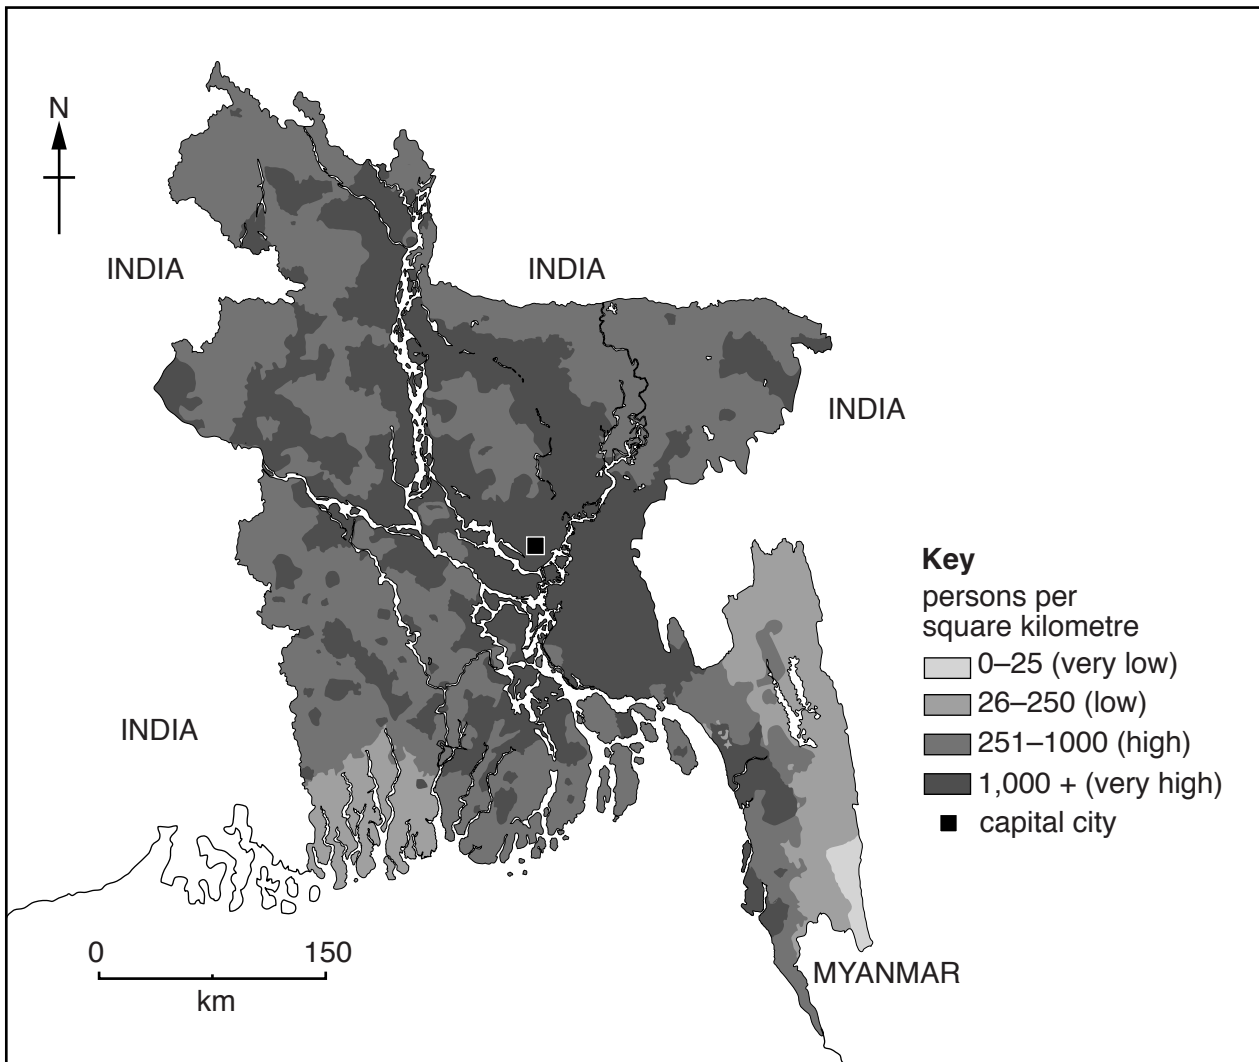 N
INDIA
INDIA
INDIA
INDIA
MYANMAR
Key
persons per
square kilometre
0–25 (very low)
26–250 (low)
251–1000 (high)
1,000 + (very high)
capital city
0 150
km